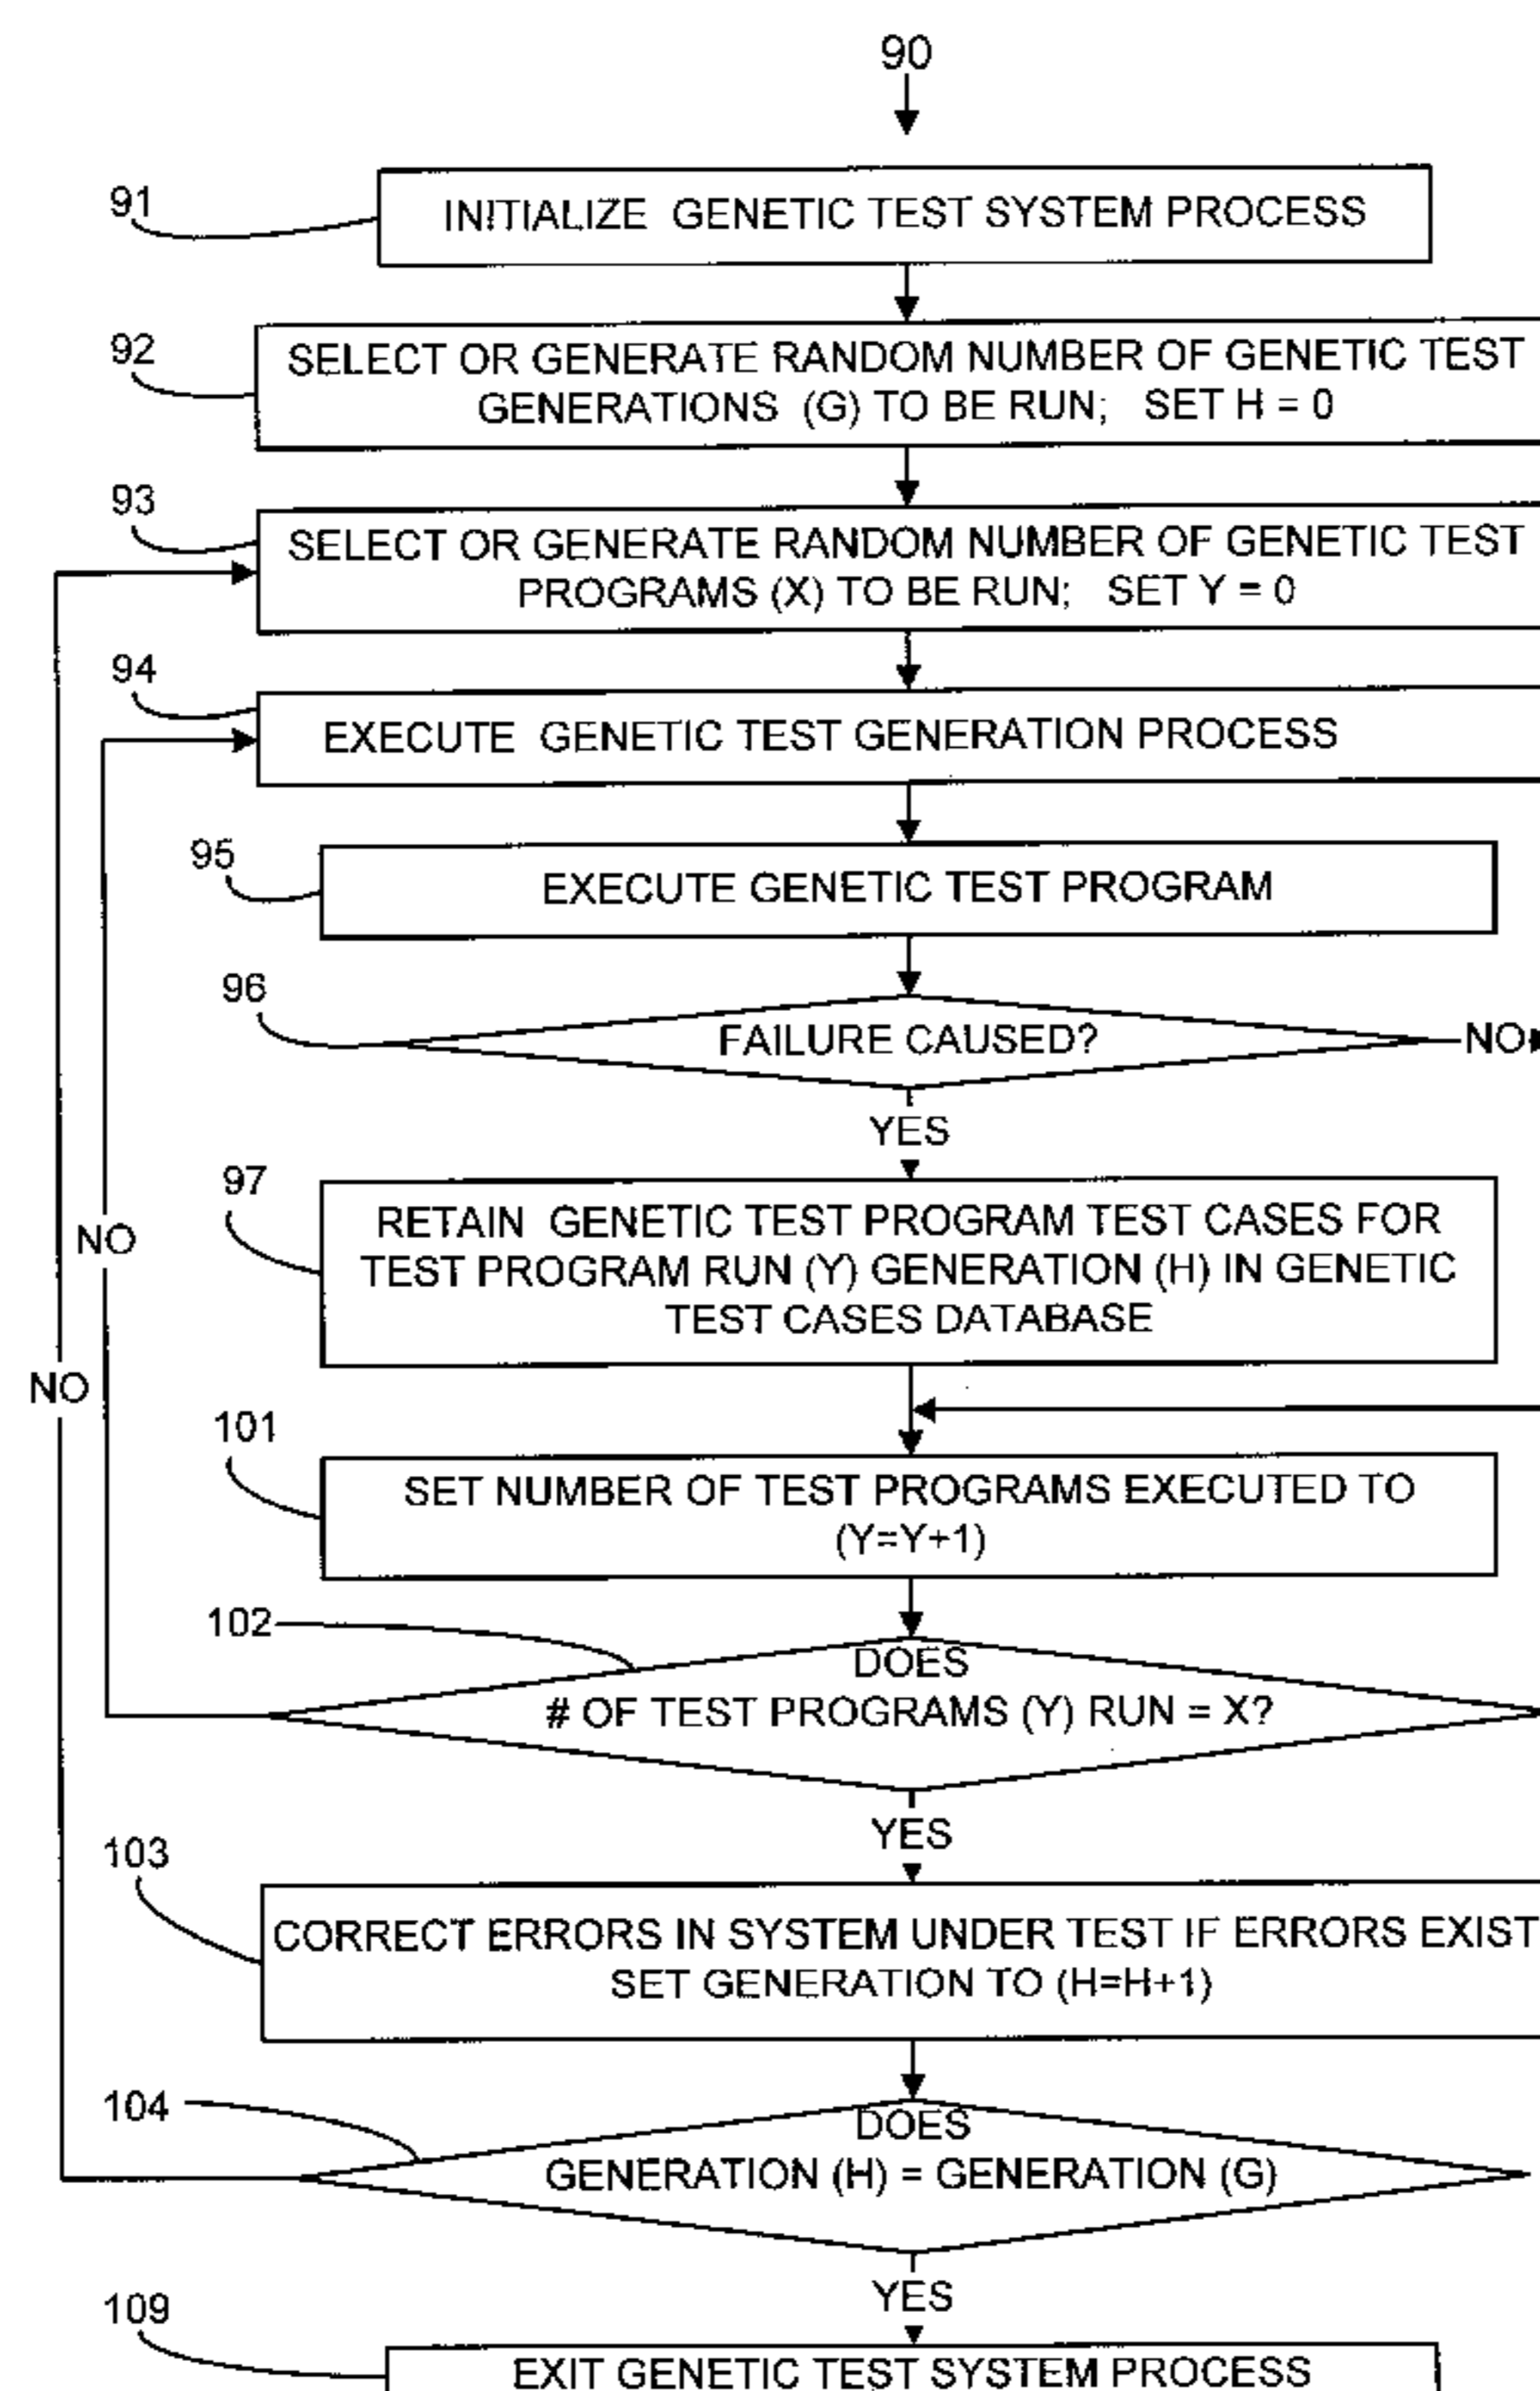 90
91
INITIALIZE GENETIC TEST SYSTEM PROCESS
92
SELECT OR GENERATE RANDOM NUMBER OF GENETIC TEST
GENERATIONS (G) TO BE RUN; SET H = 0
93
SELECT OR GENERATE RANDOM NUMBER OF GENETIC TEST
PROGRAMS (X) TO BE RUN; SET Y = 0
94
EXECUTE GENETIC TEST GENERATION PROCESS
95
EXECUTE GENETIC TEST PROGRAM
96
FAILURE CAUSED?
NO
YES
97
RETAIN GENETIC TEST PROGRAM TEST CASES FOR
TEST PROGRAM RUN (Y) GENERATION (H) IN GENETIC
TEST CASES DATABASE
NO
NO
101
SET NUMBER OF TEST PROGRAMS EXECUTED TO
(Y=Y+1)
102
DOES
# OF TEST PROGRAMS (Y) RUN = X?
YES
103
CORRECT ERRORS IN SYSTEM UNDER TEST IF ERRORS EXIST
SET GENERATION TO (H=H+1)
104
DOES
GENERATION (H) = GENERATION (G)
YES
109
EXIT GENETIC TEST SYSTEM PROCESS